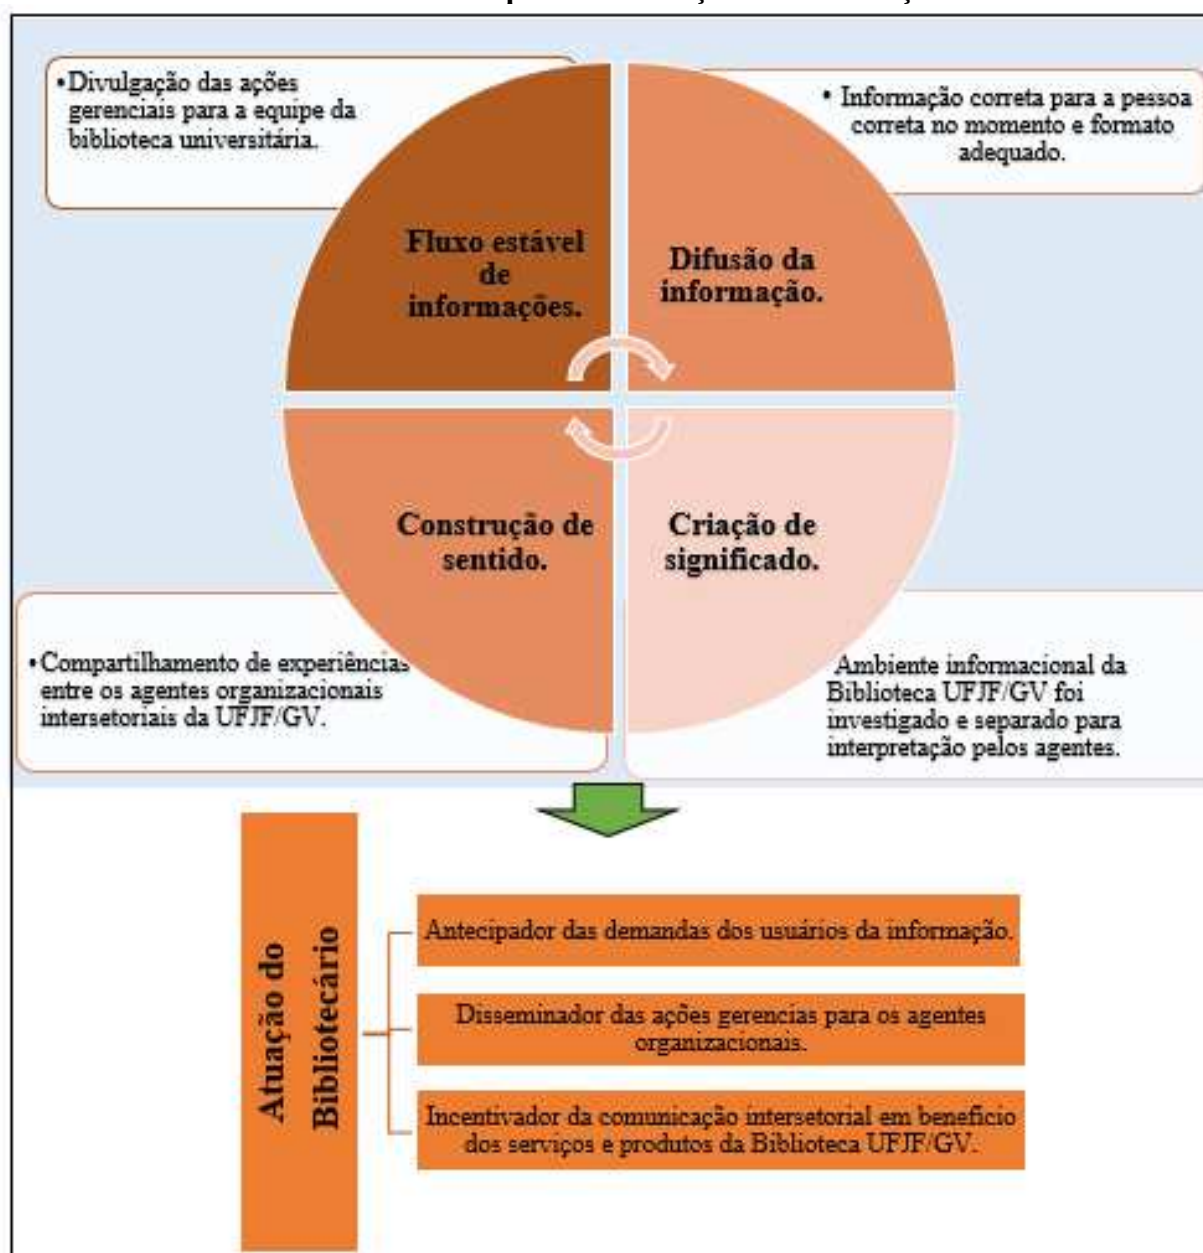 •Divulgação das ações
gerenciais para a equipe da
biblioteca universitária.
• Informação correta para a pessoa
correta no momento e formato
adequado.
Fluxo estável
de
informações.
Difusão da
informação.
Construção de
sentido.
Criação de
significado.
•Compartilhamento de experiências
entre os agentes organizacionais
intersetoriais da UFJF/GV.
Ambiente informacional da
Biblioteca UFJF/GV foi
investigado e separado para
interpretação pelos agentes.
Atuação do
Bibliotecário
Antecipador das demandas dos usuários da informação.
Disseminador das ações gerencias para os agentes
organizacionais.
Incentivador da comunicação intersetorial em benefício
dos serviços e produtos da Biblioteca UFJF/GV.